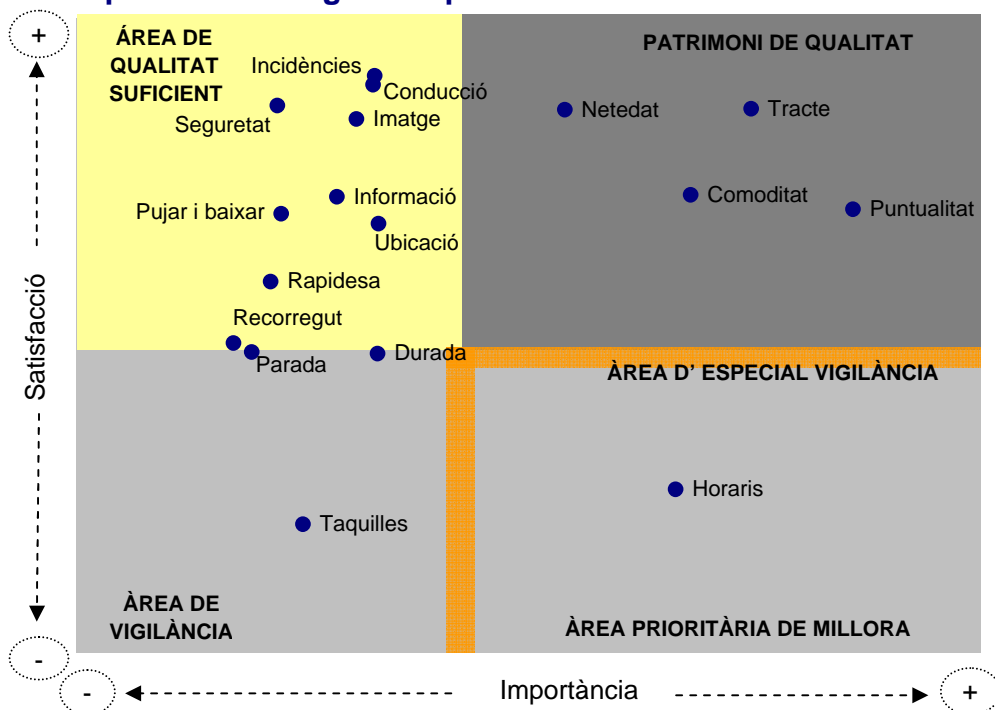 +
ÁREA DE
QUALITAT
SUFICIENT
PATRIMONI DE QUALITAT
Incidències
Conducció
Seguretat
Imatge
Netedat
Tracte
Informació
Comoditat
Pujar i baixar
Puntualitat
Ubicació
Rapidesa
Satisfacció
Recorregut
Parada
Durada
ÀREA D’ ESPECIAL VIGILÀNCIA
Horaris
Taquilles
ÀREA DE
VIGILÀNCIA
ÀREA PRIORITÀRIA DE MILLORA
-
-
Importància
+